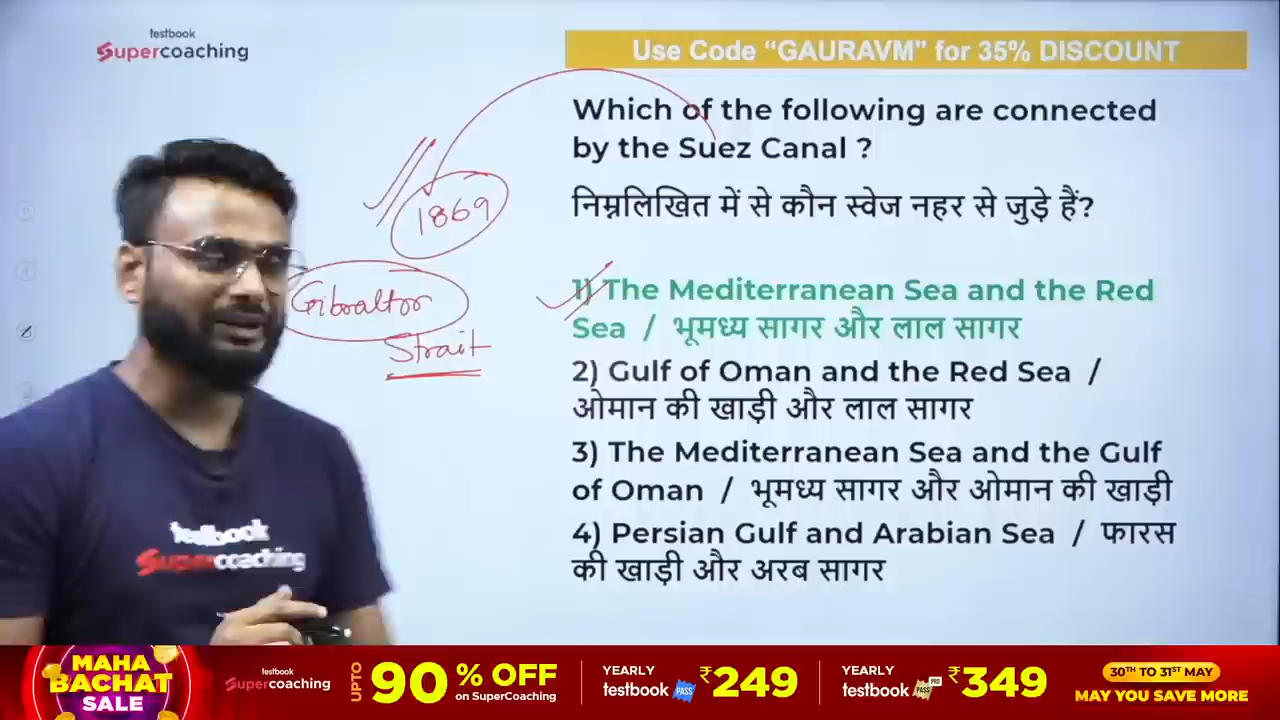 testbook
Supercoaching
Use Code “GAURAVM” for 35% DISCOUNT
Which of the following are connected
by the Suez Canal ?
निम्नलिखित में से कौन स्वेज नहर से जुड़े हैं?
1869
Gibraltor
Strait
1) The Mediterranean Sea and the Red
Sea / भूमध्य सागर और लाल सागर
2) Gulf of Oman and the Red Sea /
ओमान की खाड़ी और लाल सागर
3) The Mediterranean Sea and the Gulf
of Oman / भूमध्य सागर और ओमान की खाड़ी
4) Persian Gulf and Arabian Sea / फारस
की खाड़ी और अरब सागर
testbook
Supercoaching
MAHA
BACHAT
SALE
testbook
Supercoaching
UPTO
90 % OFF
on SuperCoaching
YEARLY
testbook PASS
₹249
YEARLY
testbook PASS PRO
₹349
30TH TO 31ST MAY
MAY YOU SAVE MORE